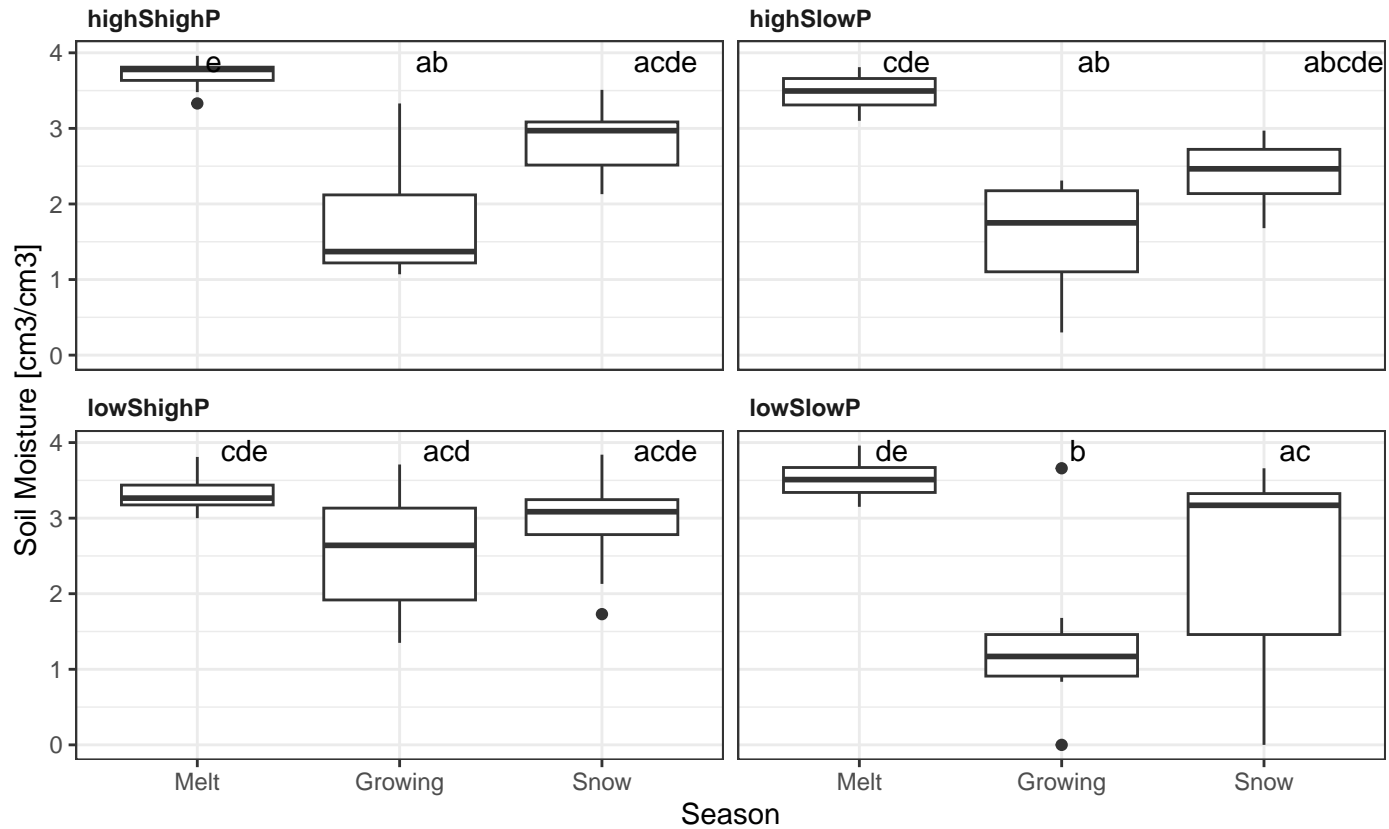 highShighP
highSlowP
4
e
ab
acde
cde
ab
abcde
3
2
1
0
lowShighP
lowSlowP
4
cde
acd
acde
de
b
ac
3
2
1
0
Melt
Growing
Snow
Melt
Growing
Snow
Season
Soil Moisture [cm3/cm3]